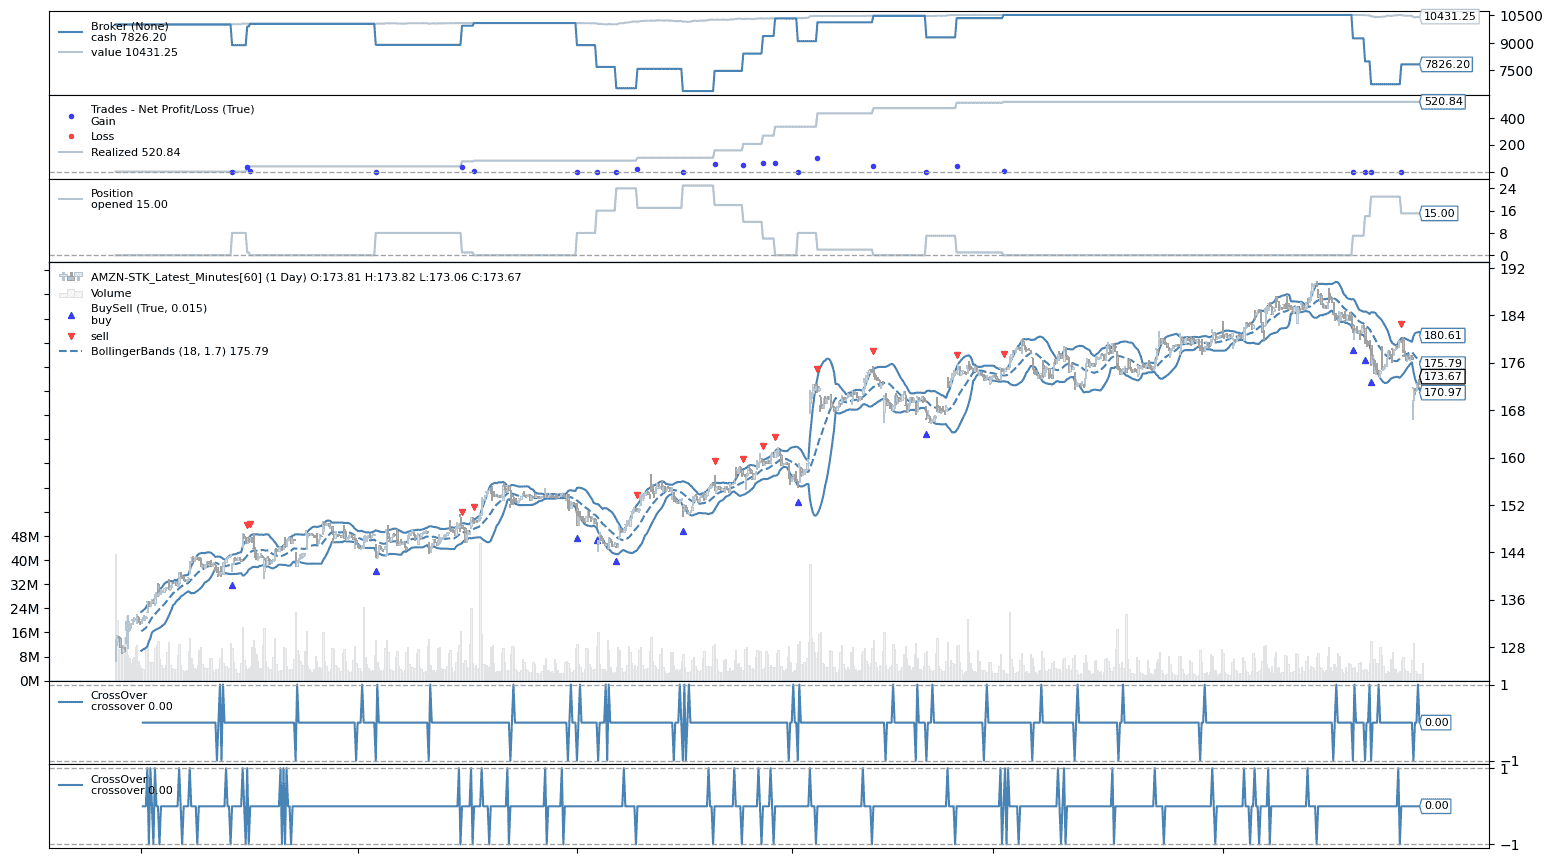 Broker (None)
cash 7826.20
value 10431.25
10500
10431.25
9000
7826.20
7500
Trades - Net Profit/Loss (True)
Gain
Loss
Realized 520.84
520.84
400
200
0
Position
opened 15.00
24
16
15.00
8
0
AMZN-STK_Latest_Minutes[60] (1 Day) O:173.81 H:173.82 L:173.06 C:173.67
Volume
BuySell (True, 0.015)
buy
sell
BollingerBands (18, 1.7) 175.79
192
184
180.61
176
175.79
173.67
170.97
168
160
152
144
136
128
48M
40M
32M
24M
16M
8M
0M
CrossOver
crossover 0.00
1
0.00
−1
CrossOver
crossover 0.00
1
0.00
−1